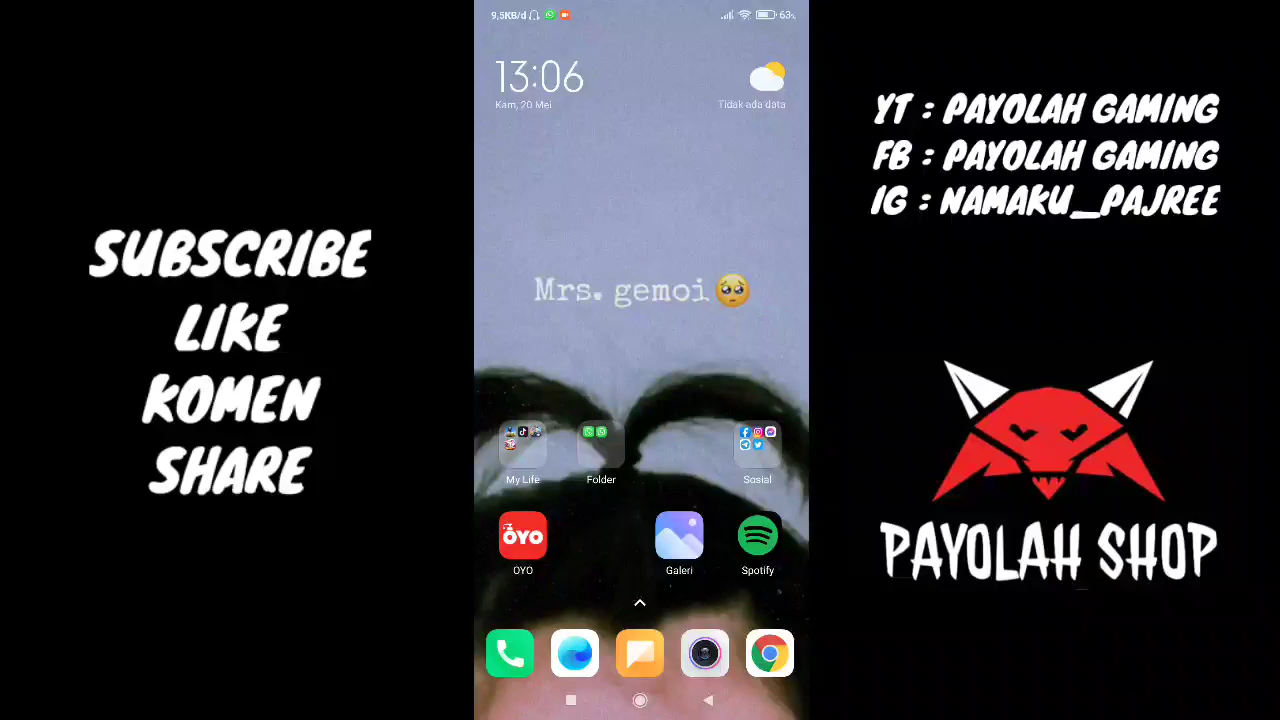 SUBSCRIBE
LIKE
KOMEN
SHARE
9,5KB/d
63%
13:06
Kam, 20 Mei
Tidak ada data
Mrs. gemoi🥺
My Life
Folder
Sosial
OYO
OYO
Galeri
Spotify
YT : PAYOLAH GAMING
FB : PAYOLAH GAMING
IG : NAMAKU_PAJREE
PAYOLAH SHOP